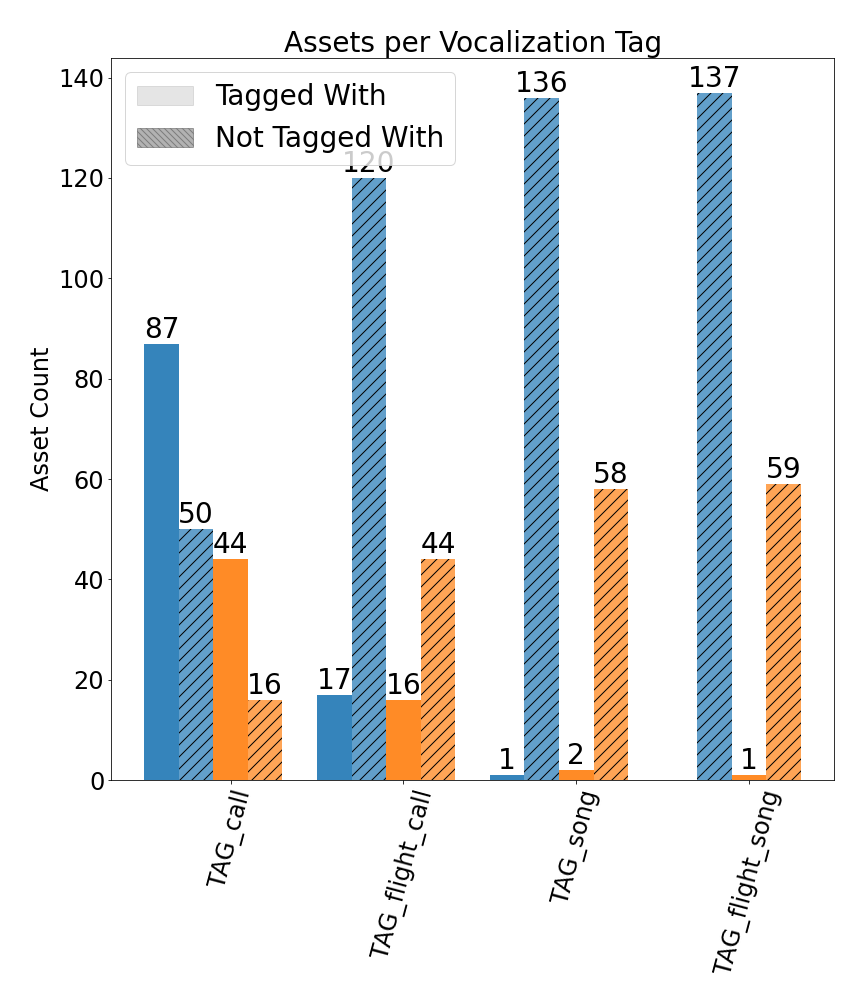 Assets per Vocalization Tag
Tagged With
Not Tagged With
Asset Count
140
120
100
80
60
40
20
0
87
50
44
16
17
120
16
44
1
136
2
58
137
1
59
TAG_call
TAG_flight_call
TAG_song
TAG_flight_song